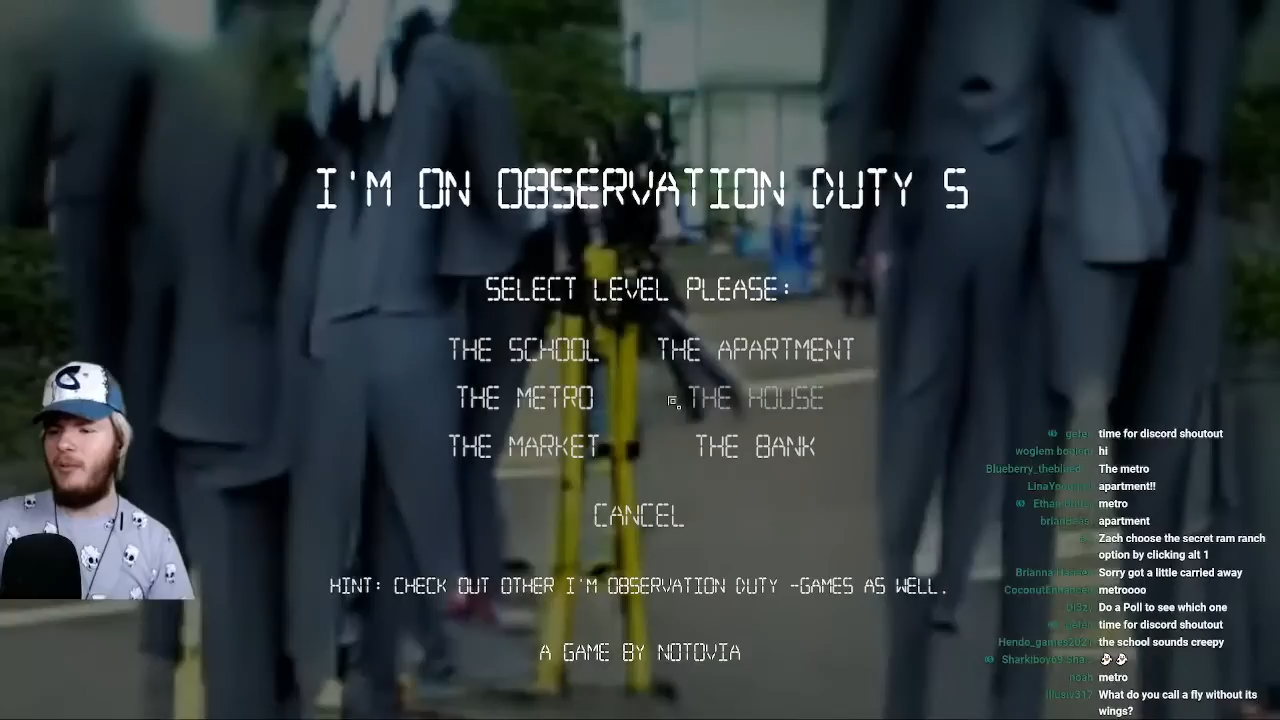 I'M ON OBSERVATION DUTY 5
SELECT LEVEL PLEASE:
THE SCHOOL THE APARTMENT
THE METRO THE HOUSE
THE MARKET THE BANK
CANCEL
HINT: CHECK OUT OTHER I'M OBSERVATION DUTY -GAMES AS WELL.
A GAME BY NOTOVIA
time for discord shoutout
woglem hi
Blueberry_theblued The metro
apartment!!
metro
apartment
Zach choose the secret ram ranch
option by clicking alt 1
Brianna Sorry got a little carried away
metroooo
Do a Poll to see which one
time for discord shoutout
Hendo_games2021 the school sounds creepy
noah metro
What do you call a fly without its
wings?